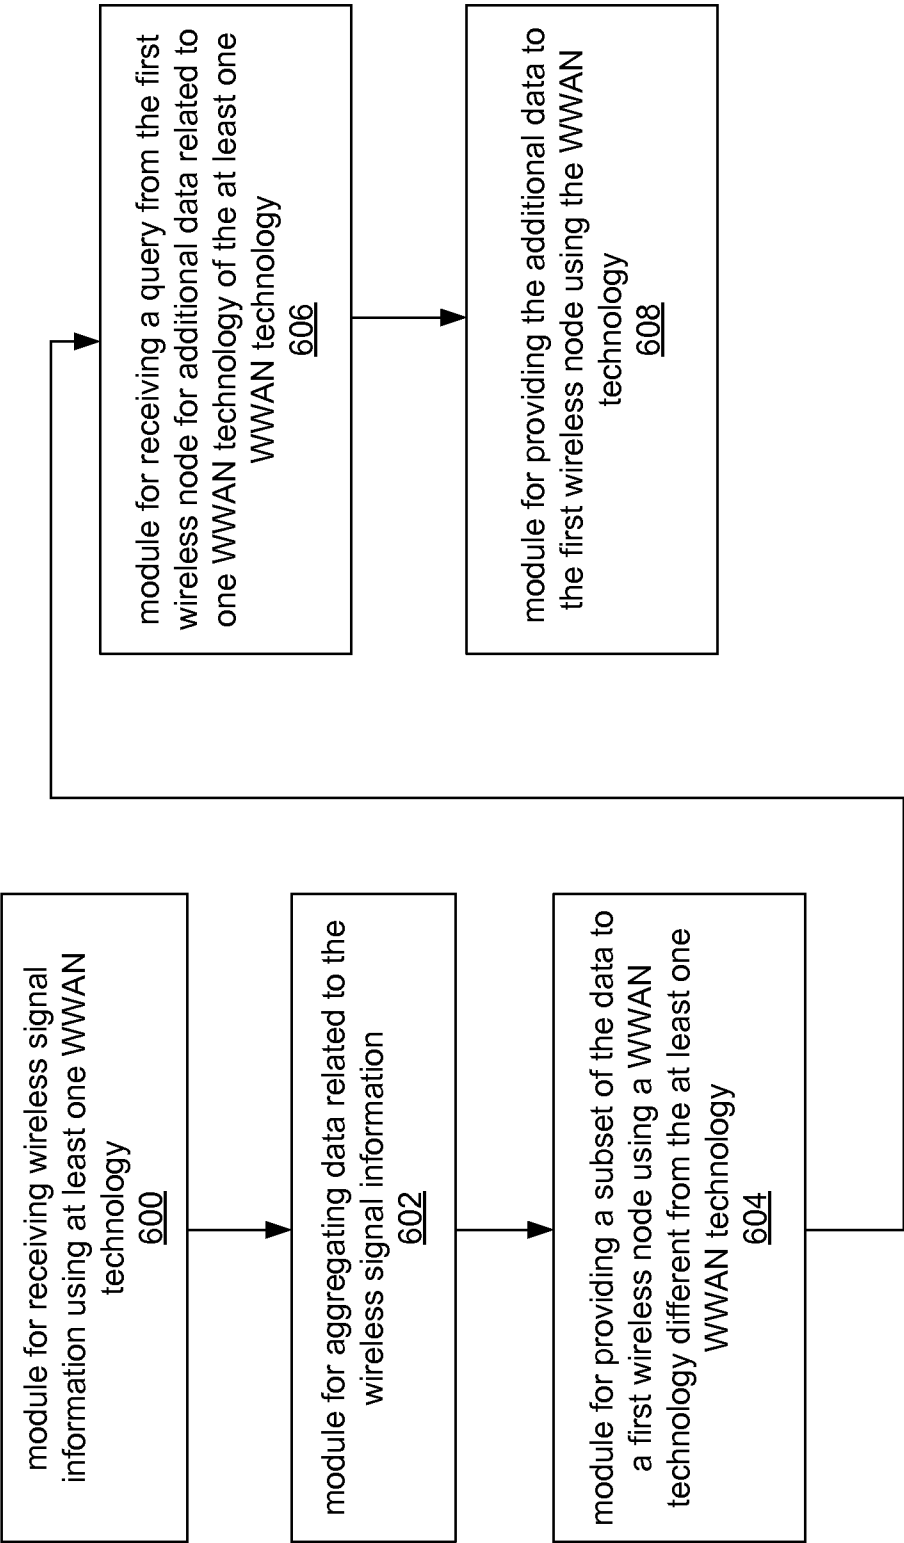 module for receiving wireless signal
information using at least one WWAN
technology
600
module for aggregating data related to the
wireless signal information
602
module for providing a subset of the data to
a first wireless node using a WWAN
technology different from the at least one
WWAN technology
604
module for receiving a query from the first
wireless node for additional data related to
one WWAN technology of the at least one
WWAN technology
606
module for providing the additional data to
the first wireless node using the WWAN
technology
608